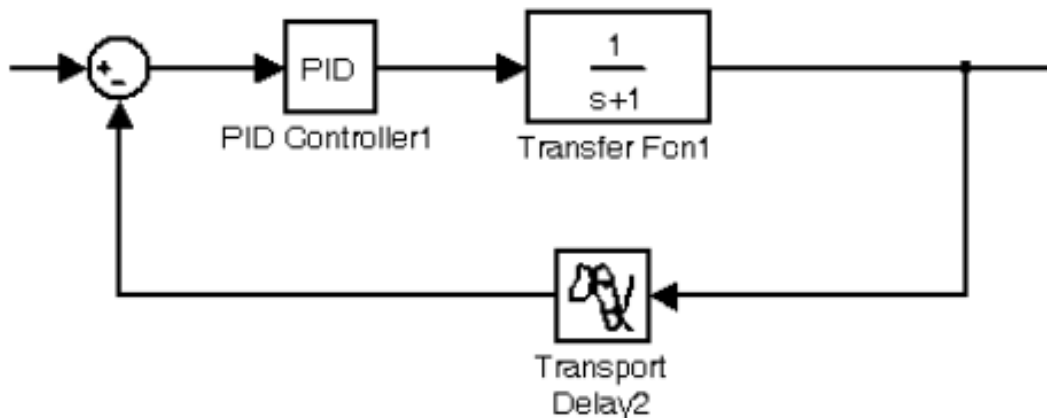 +
-
PID
PID Controller1
1
s+1
Transfer Fcn1
Transport
Delay2